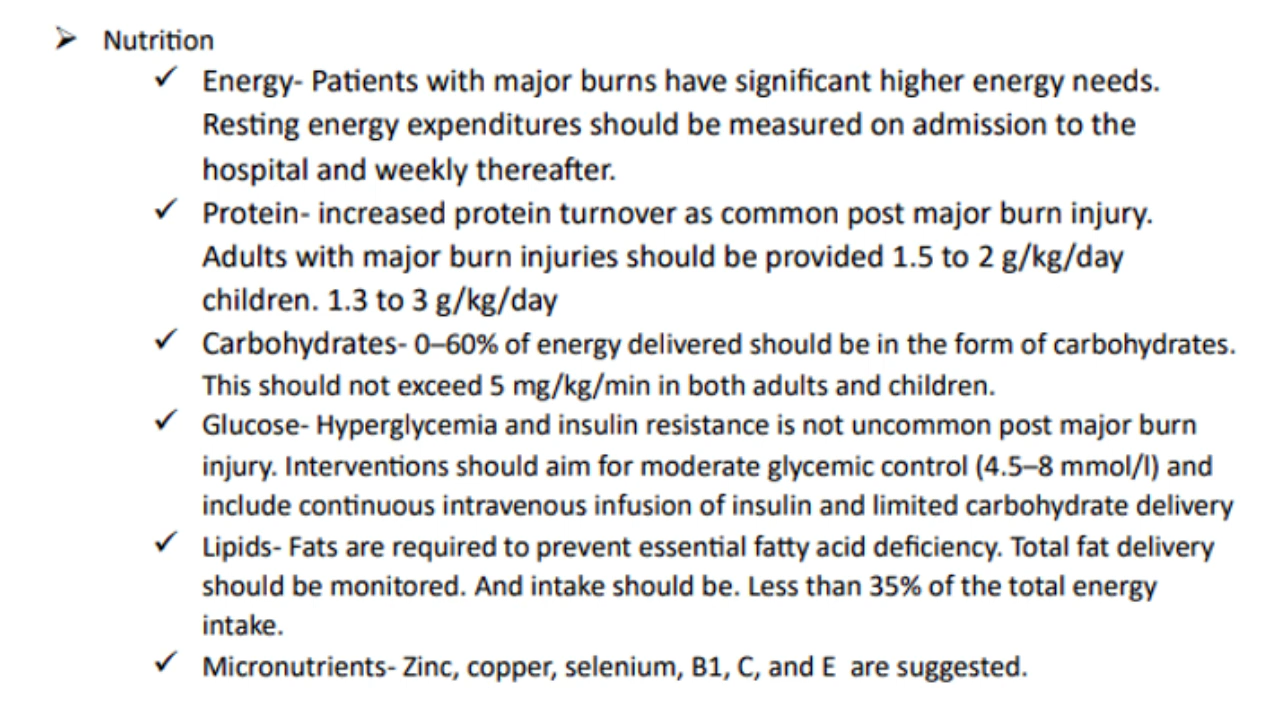 ➢ Nutrition
✓ Energy- Patients with major burns have significant higher energy needs.
Resting energy expenditures should be measured on admission to the
hospital and weekly thereafter.
✓ Protein- increased protein turnover as common post major burn injury.
Adults with major burn injuries should be provided 1.5 to 2 g/kg/day
children. 1.3 to 3 g/kg/day
✓ Carbohydrates- 0–60% of energy delivered should be in the form of carbohydrates.
This should not exceed 5 mg/kg/min in both adults and children.
✓ Glucose- Hyperglycemia and insulin resistance is not uncommon post major burn
injury. Interventions should aim for moderate glycemic control (4.5–8 mmol/l) and
include continuous intravenous infusion of insulin and limited carbohydrate delivery
✓ Lipids- Fats are required to prevent essential fatty acid deficiency. Total fat delivery
should be monitored. And intake should be. Less than 35% of the total energy
intake.
✓ Micronutrients- Zinc, copper, selenium, B1, C, and E  are suggested.